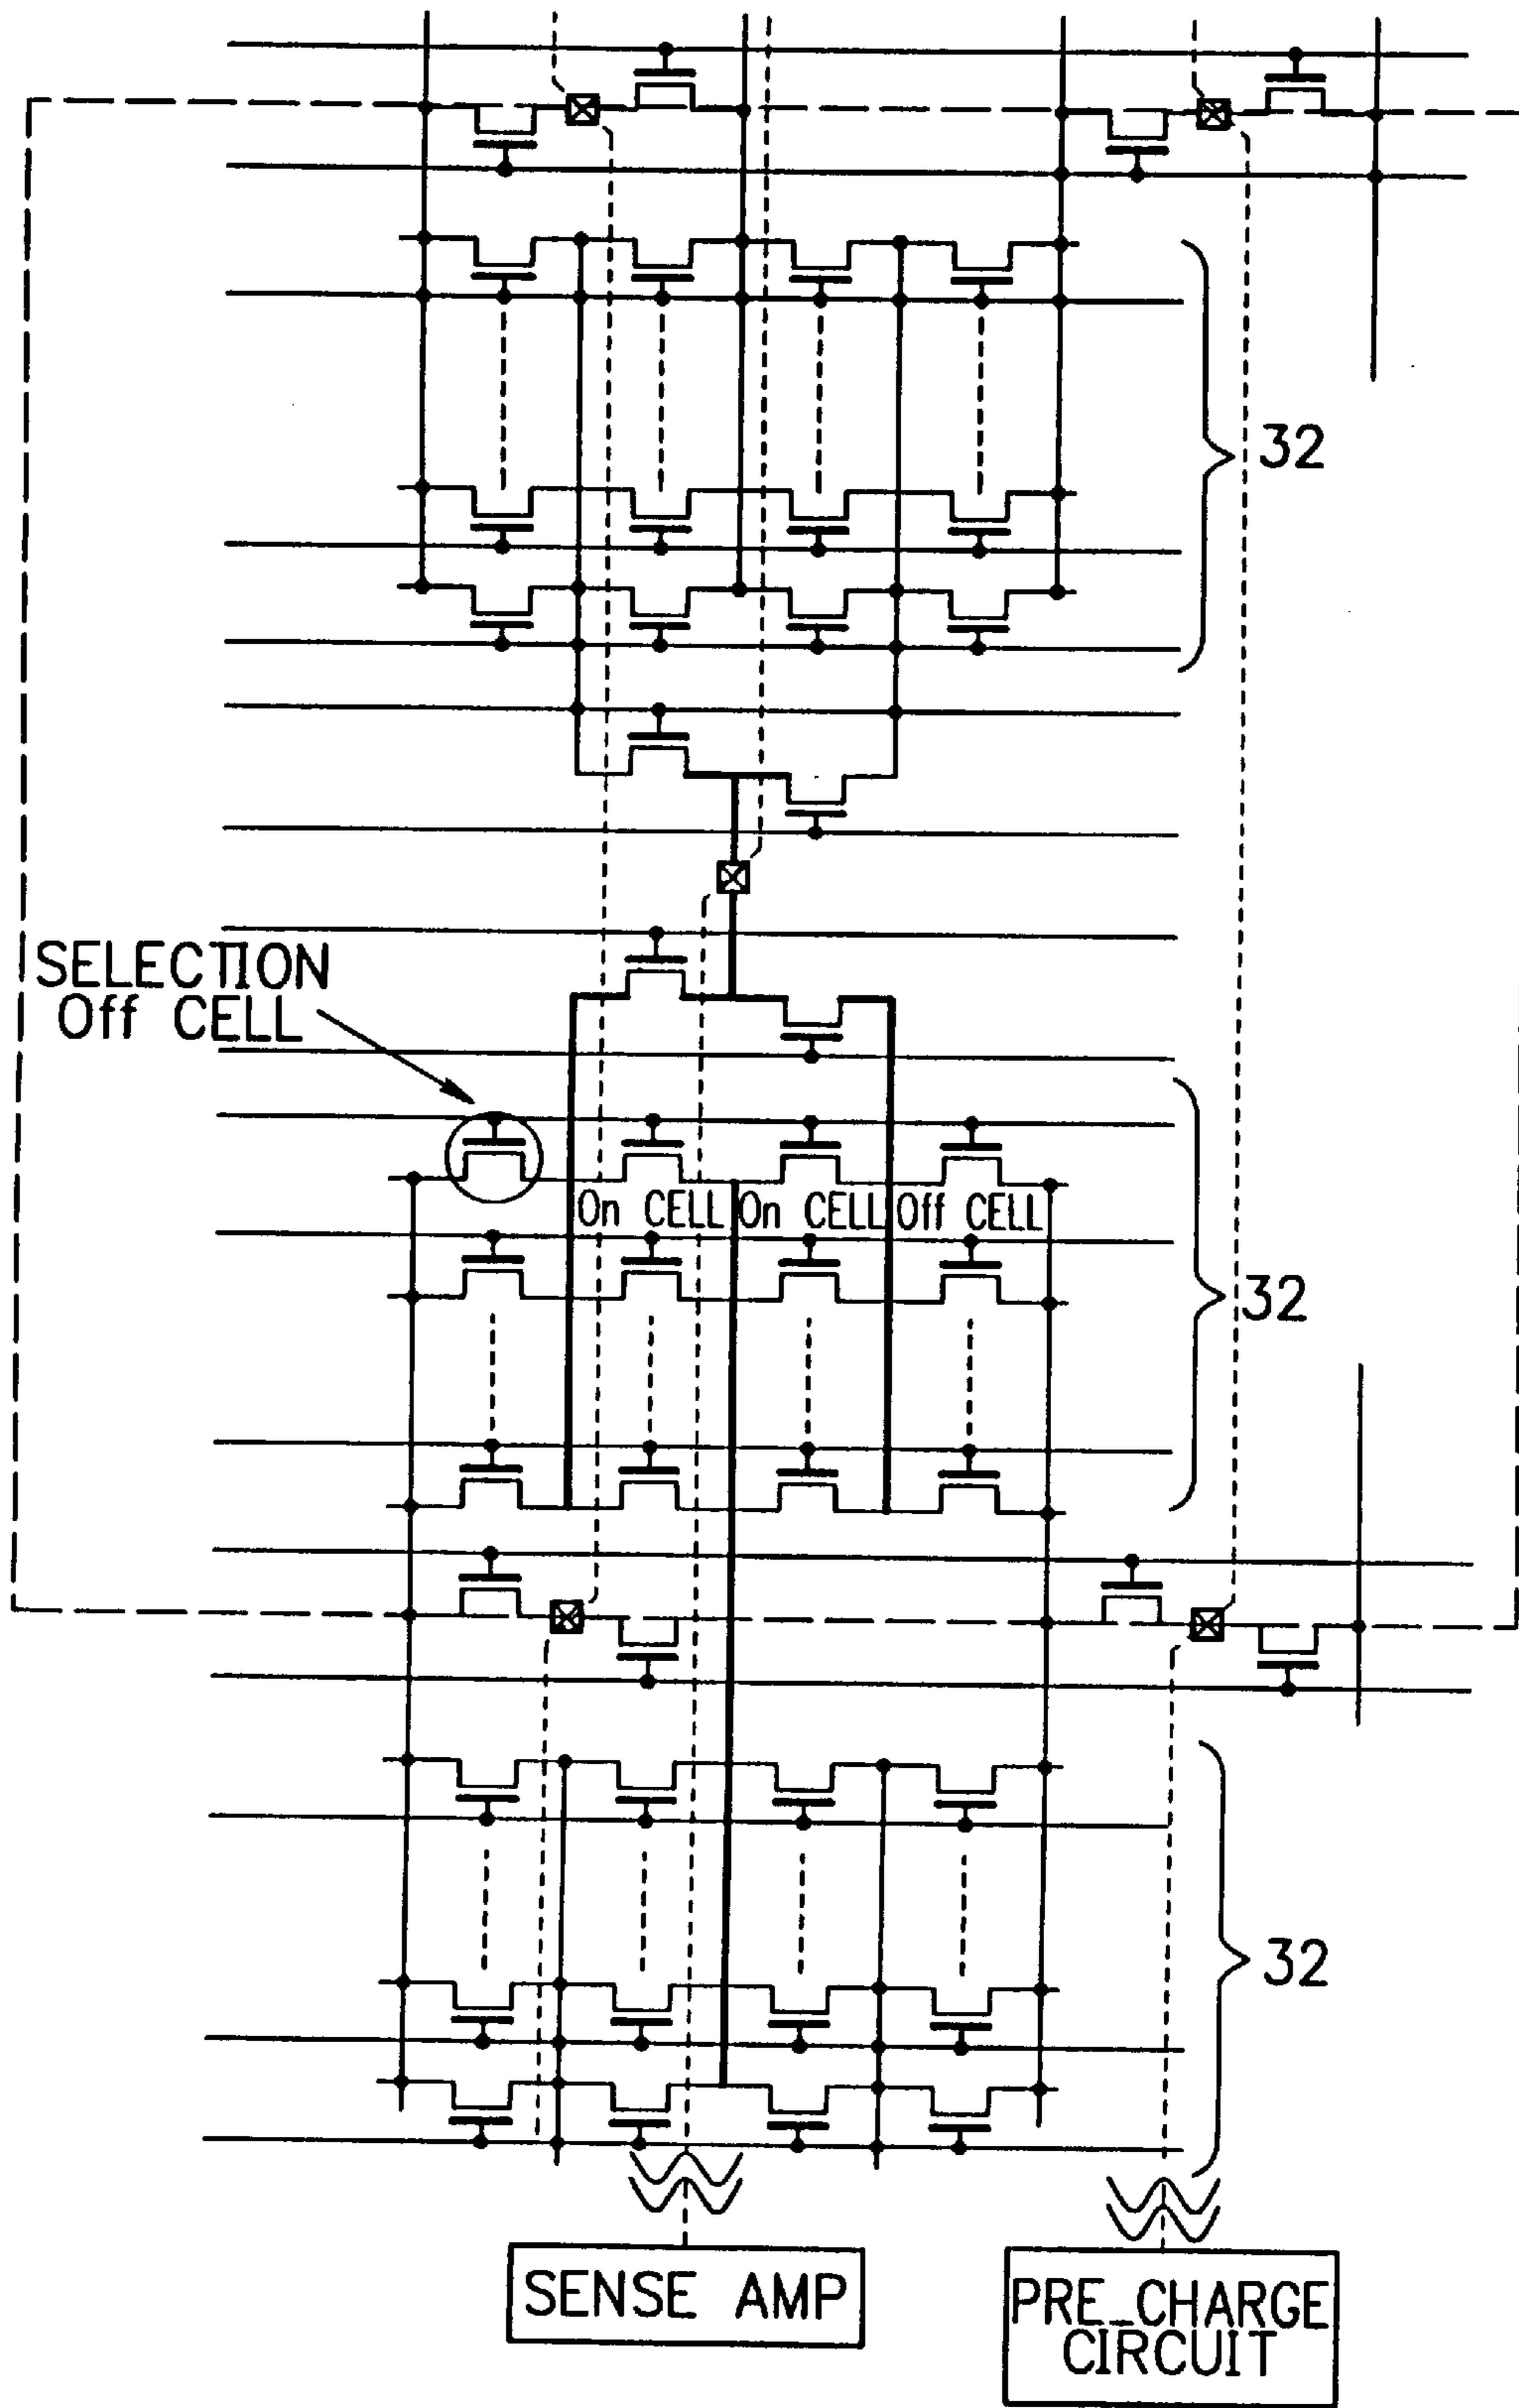 32
SELECTION
Off CELL
On CELL On CELL Off CELL
32
32
SENSE AMP
PRE_CHARGE
CIRCUIT